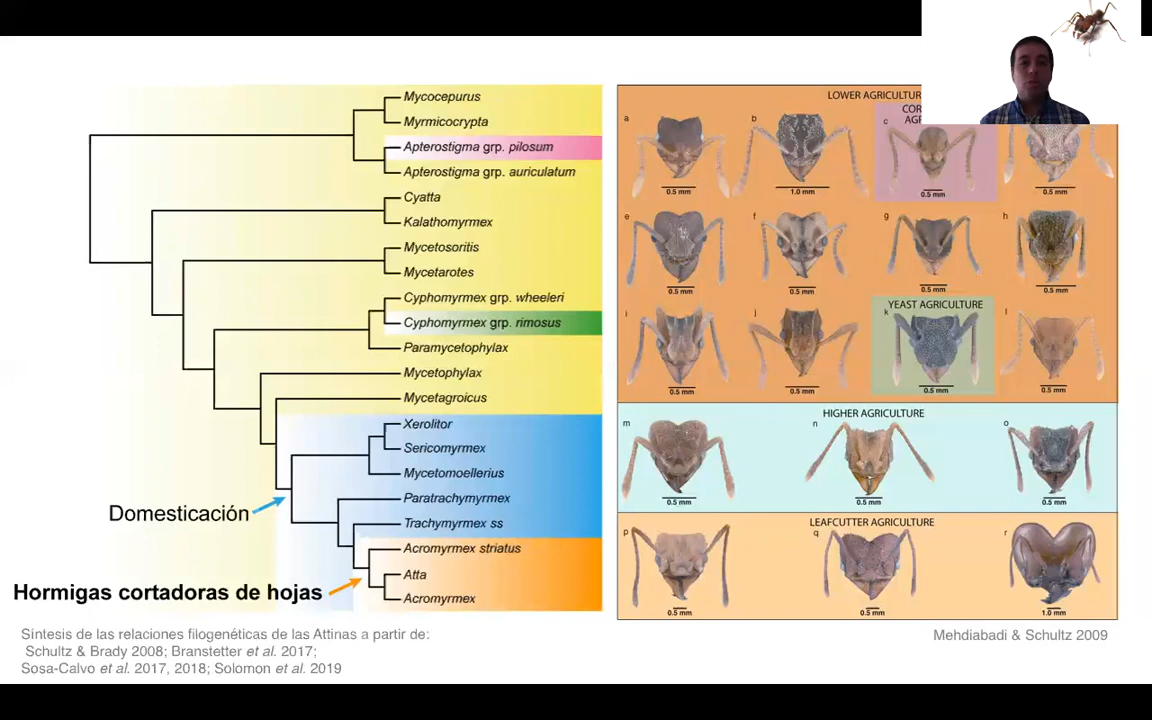 Mycocepurus
Myrmicocrypta
Apterostigma grp. pilosum
Apterostigma grp. auriculatum
Cyatta
Kalathomyrmex
Mycetosoritis
Mycetarotes
Cyphomyrmex grp. wheeleri
Cyphomyrmex grp. rimosus
Paramycetophylax
Mycetophylax
Mycetagroicus
Xerolitor
Sericomyrmex
Mycetomoellerius
Paratrachymyrmex
Trachymyrmex ss
Acromyrmex striatus
Atta
Acromyrmex
Domesticación
Hormigas cortadoras de hojas
Síntesis de las relaciones filogenéticas de las Attinas a partir de:
Schultz & Brady 2008; Branstetter et al. 2017;
Sosa-Calvo et al. 2017, 2018; Solomon et al. 2019
LOWER AGRICULTUR
COR
AGR
a b c
0.5 mm 1.0 mm 0.5 mm 0.5 mm
e f g h
0.5 mm 0.5 mm 0.5 mm 0.5 mm
YEAST AGRICULTURE
i j k l
0.5 mm 0.5 mm 0.5 mm 0.5 mm
HIGHER AGRICULTURE
m n o
0.5 mm 0.5 mm 0.5 mm
LEAFCUTTER AGRICULTURE
p q r
0.5 mm 0.5 mm 1.0 mm
Mehdiabadi & Schultz 2009